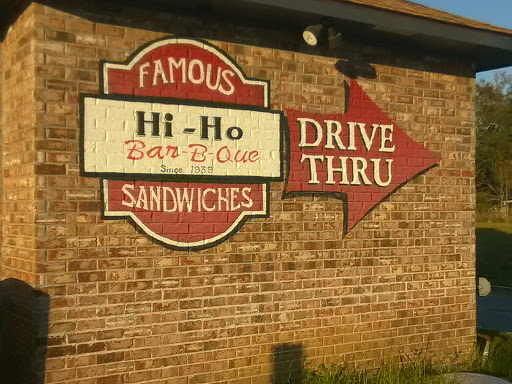 FAMOUS
Hi-Ho
Bar-B-Que
Since 1939
SANDWICHES
DRIVE
THRU